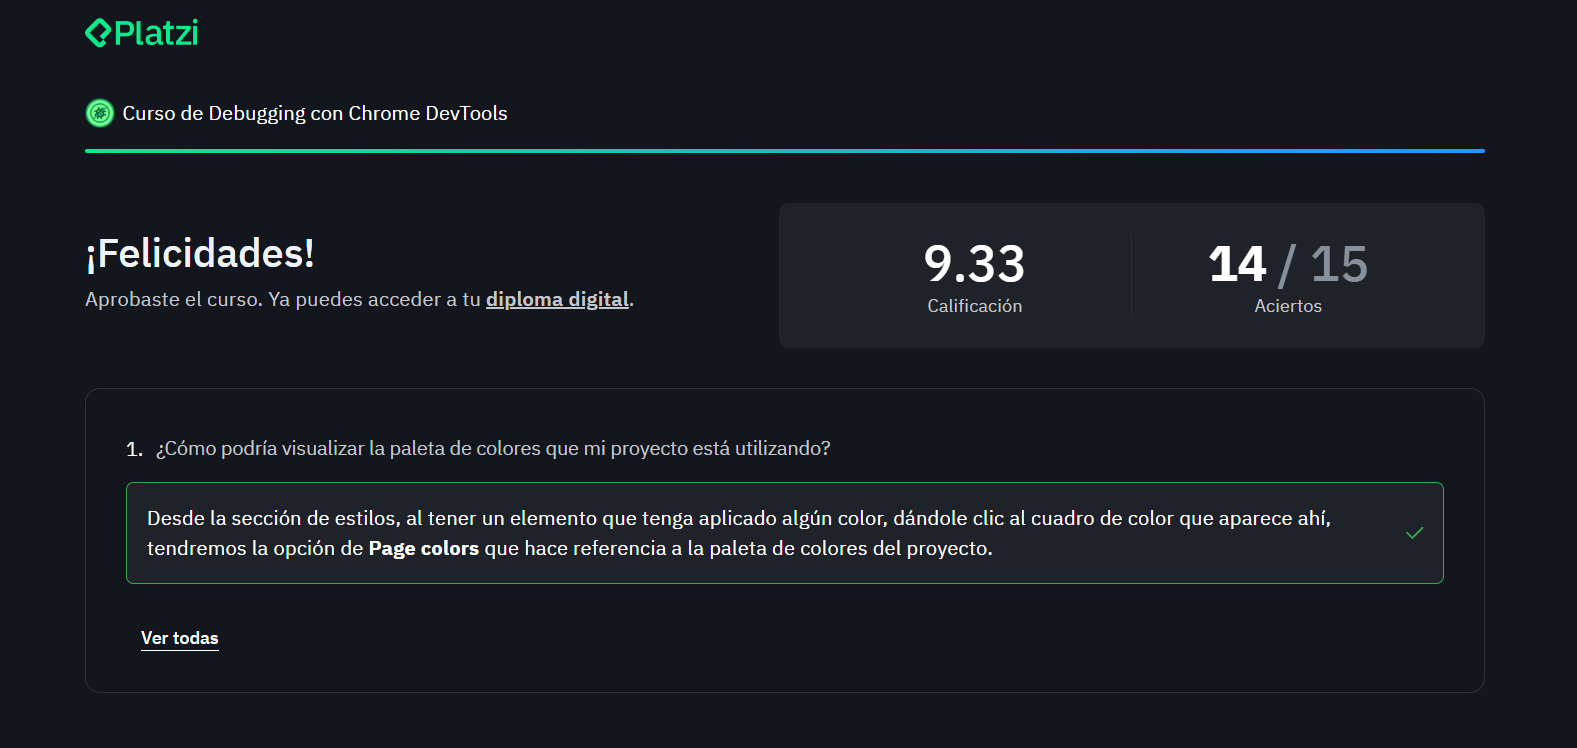 Platzi
Curso de Debugging con Chrome DevTools
¡Felicidades!
Aprobaste el curso. Ya puedes acceder a tu diploma digital.
9.33
Calificación
14 / 15
Aciertos
1. ¿Cómo podría visualizar la paleta de colores que mi proyecto está utilizando?
Desde la sección de estilos, al tener un elemento que tenga aplicado algún color, dándole clic al cuadro de color que aparece ahí,
tendremos la opción de Page colors que hace referencia a la paleta de colores del proyecto.
Ver todas